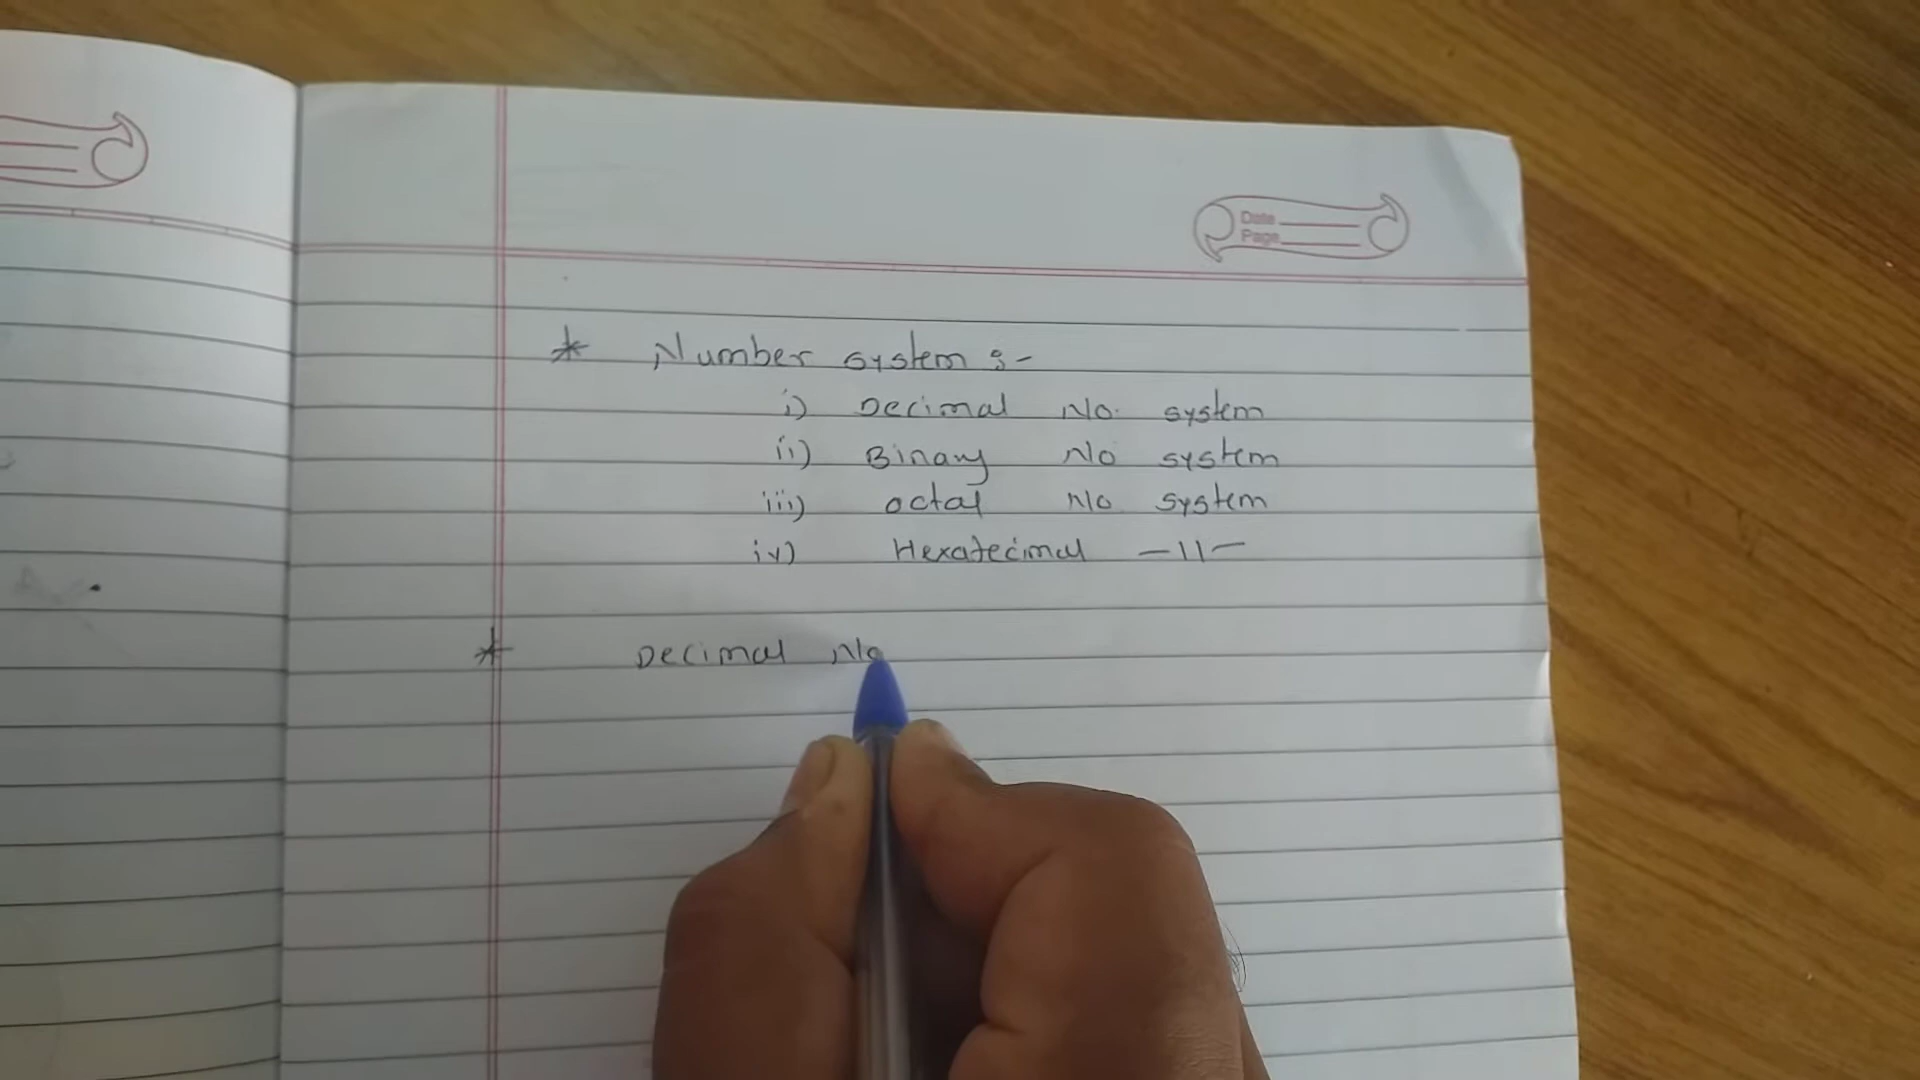 Date
Page
* Number system :-
i) Decimal No. system
ii) Binary No system
iii) octal No system
iv) Hexatecimal —11—
* Decimal No